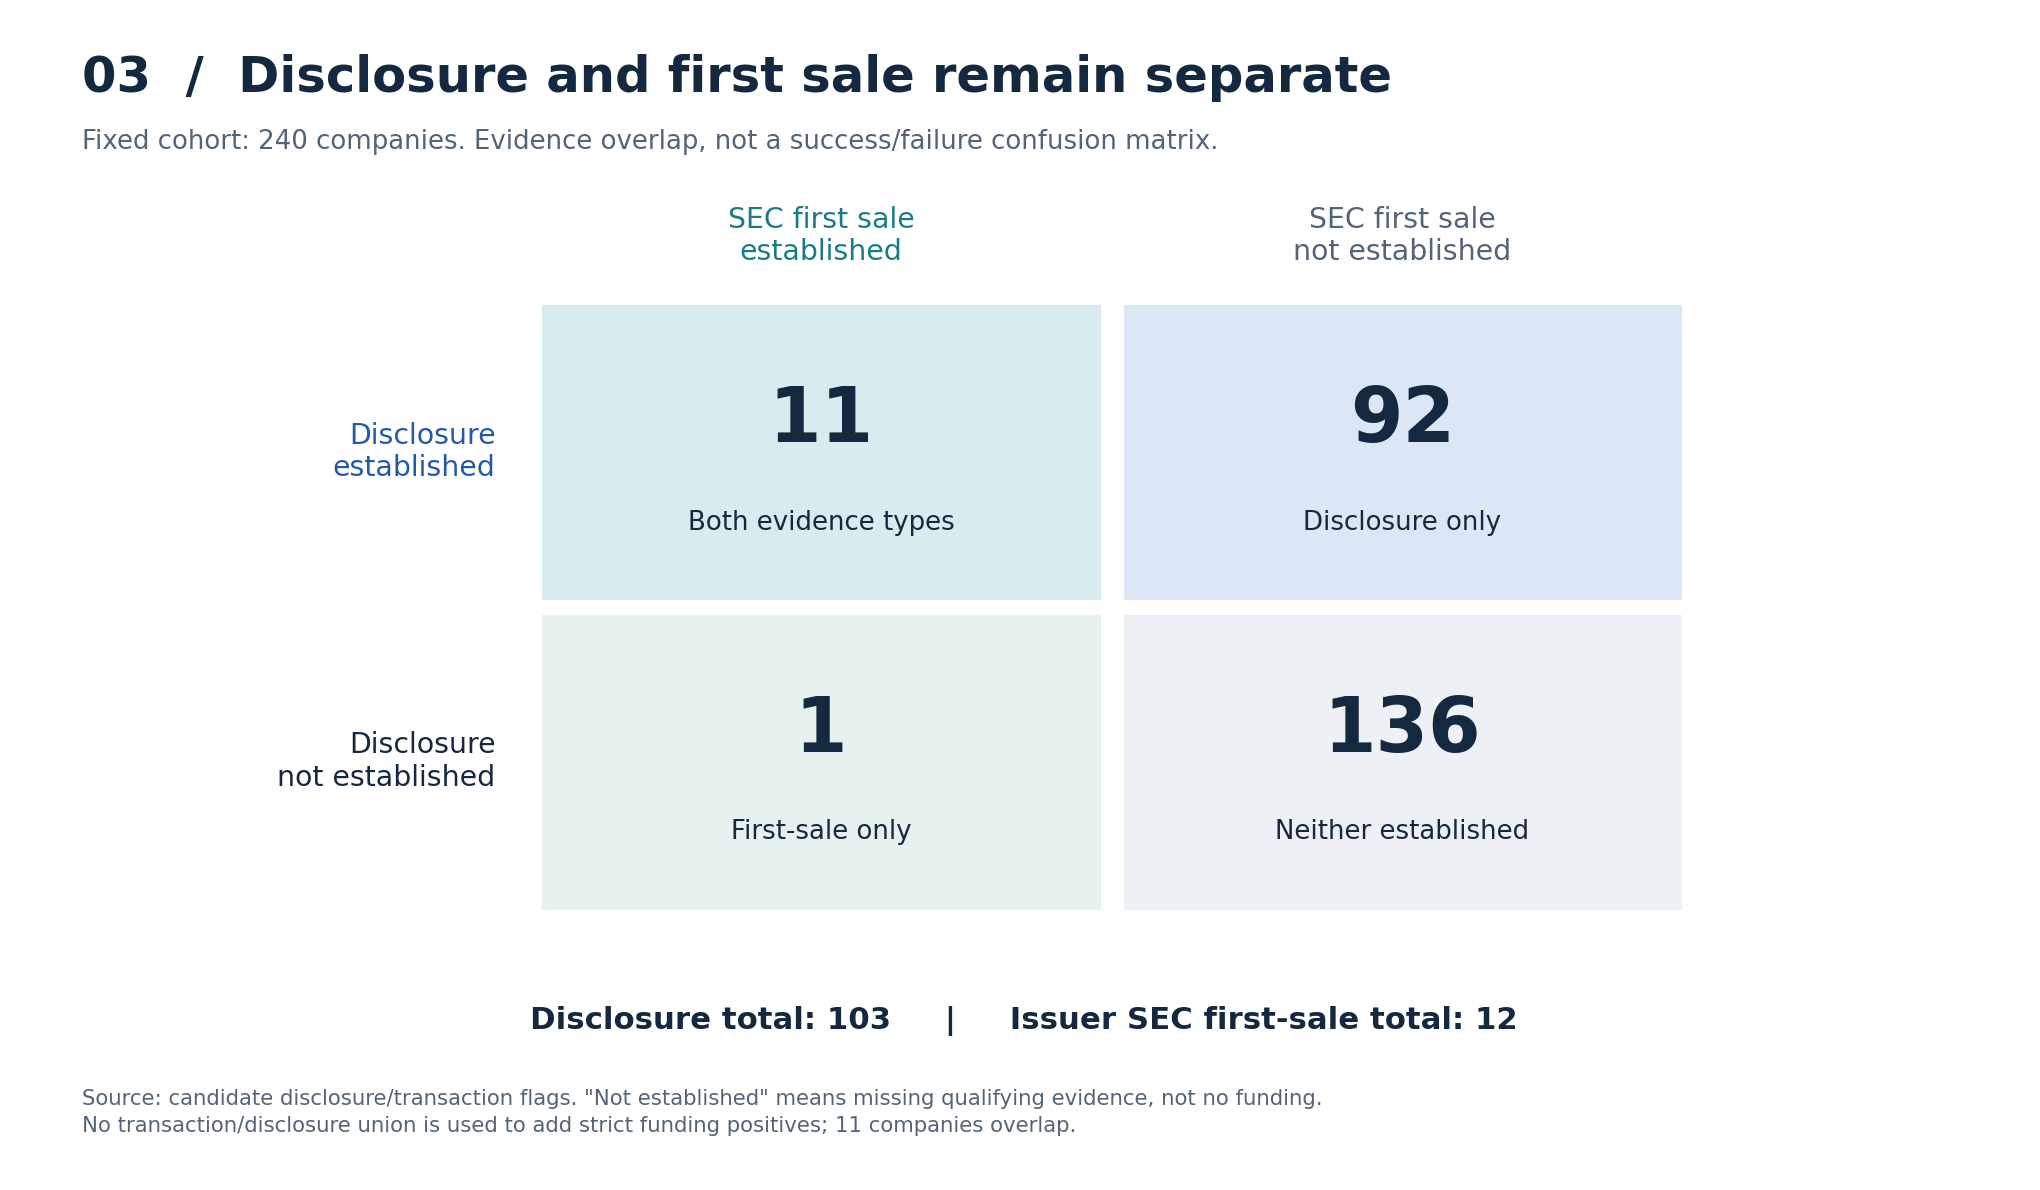 03 / Disclosure and first sale remain separate
Fixed cohort: 240 companies. Evidence overlap, not a success/failure confusion matrix.
SEC first sale
established
SEC first sale
not established
Disclosure
established
11
Both evidence types
92
Disclosure only
Disclosure
not established
1
First-sale only
136
Neither established
Disclosure total: 103 | Issuer SEC first-sale total: 12
Source: candidate disclosure/transaction flags. "Not established" means missing qualifying evidence, not no funding.
No transaction/disclosure union is used to add strict funding positives; 11 companies overlap.